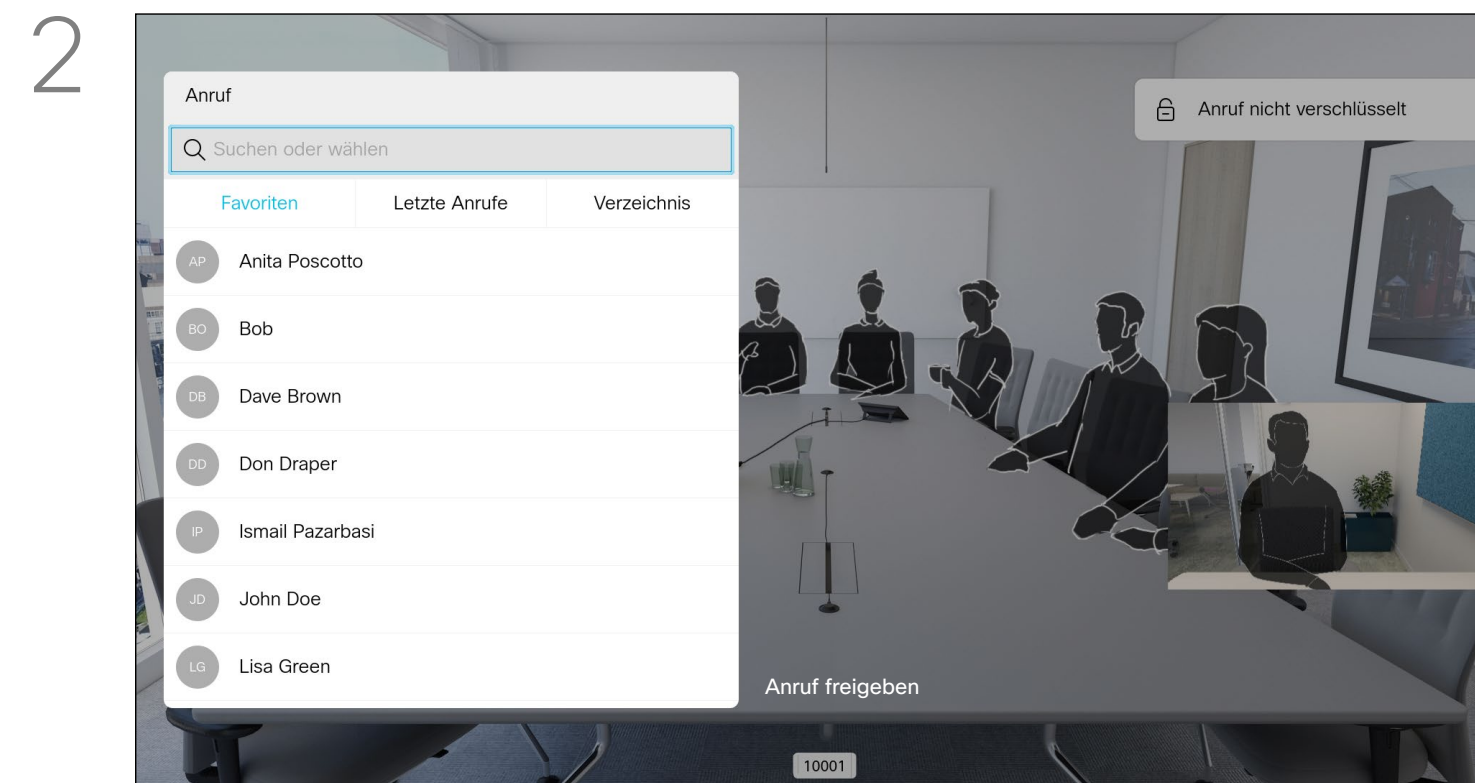 2
Anruf
Suchen oder wählen
Favoriten Letzte Anrufe Verzeichnis
AP Anita Poscotto
BO Bob
DB Dave Brown
DD Don Draper
IP Ismail Pazarbasi
JD John Doe
LG Lisa Green
Anruf nicht verschlüsselt
Anruf freigeben
10001